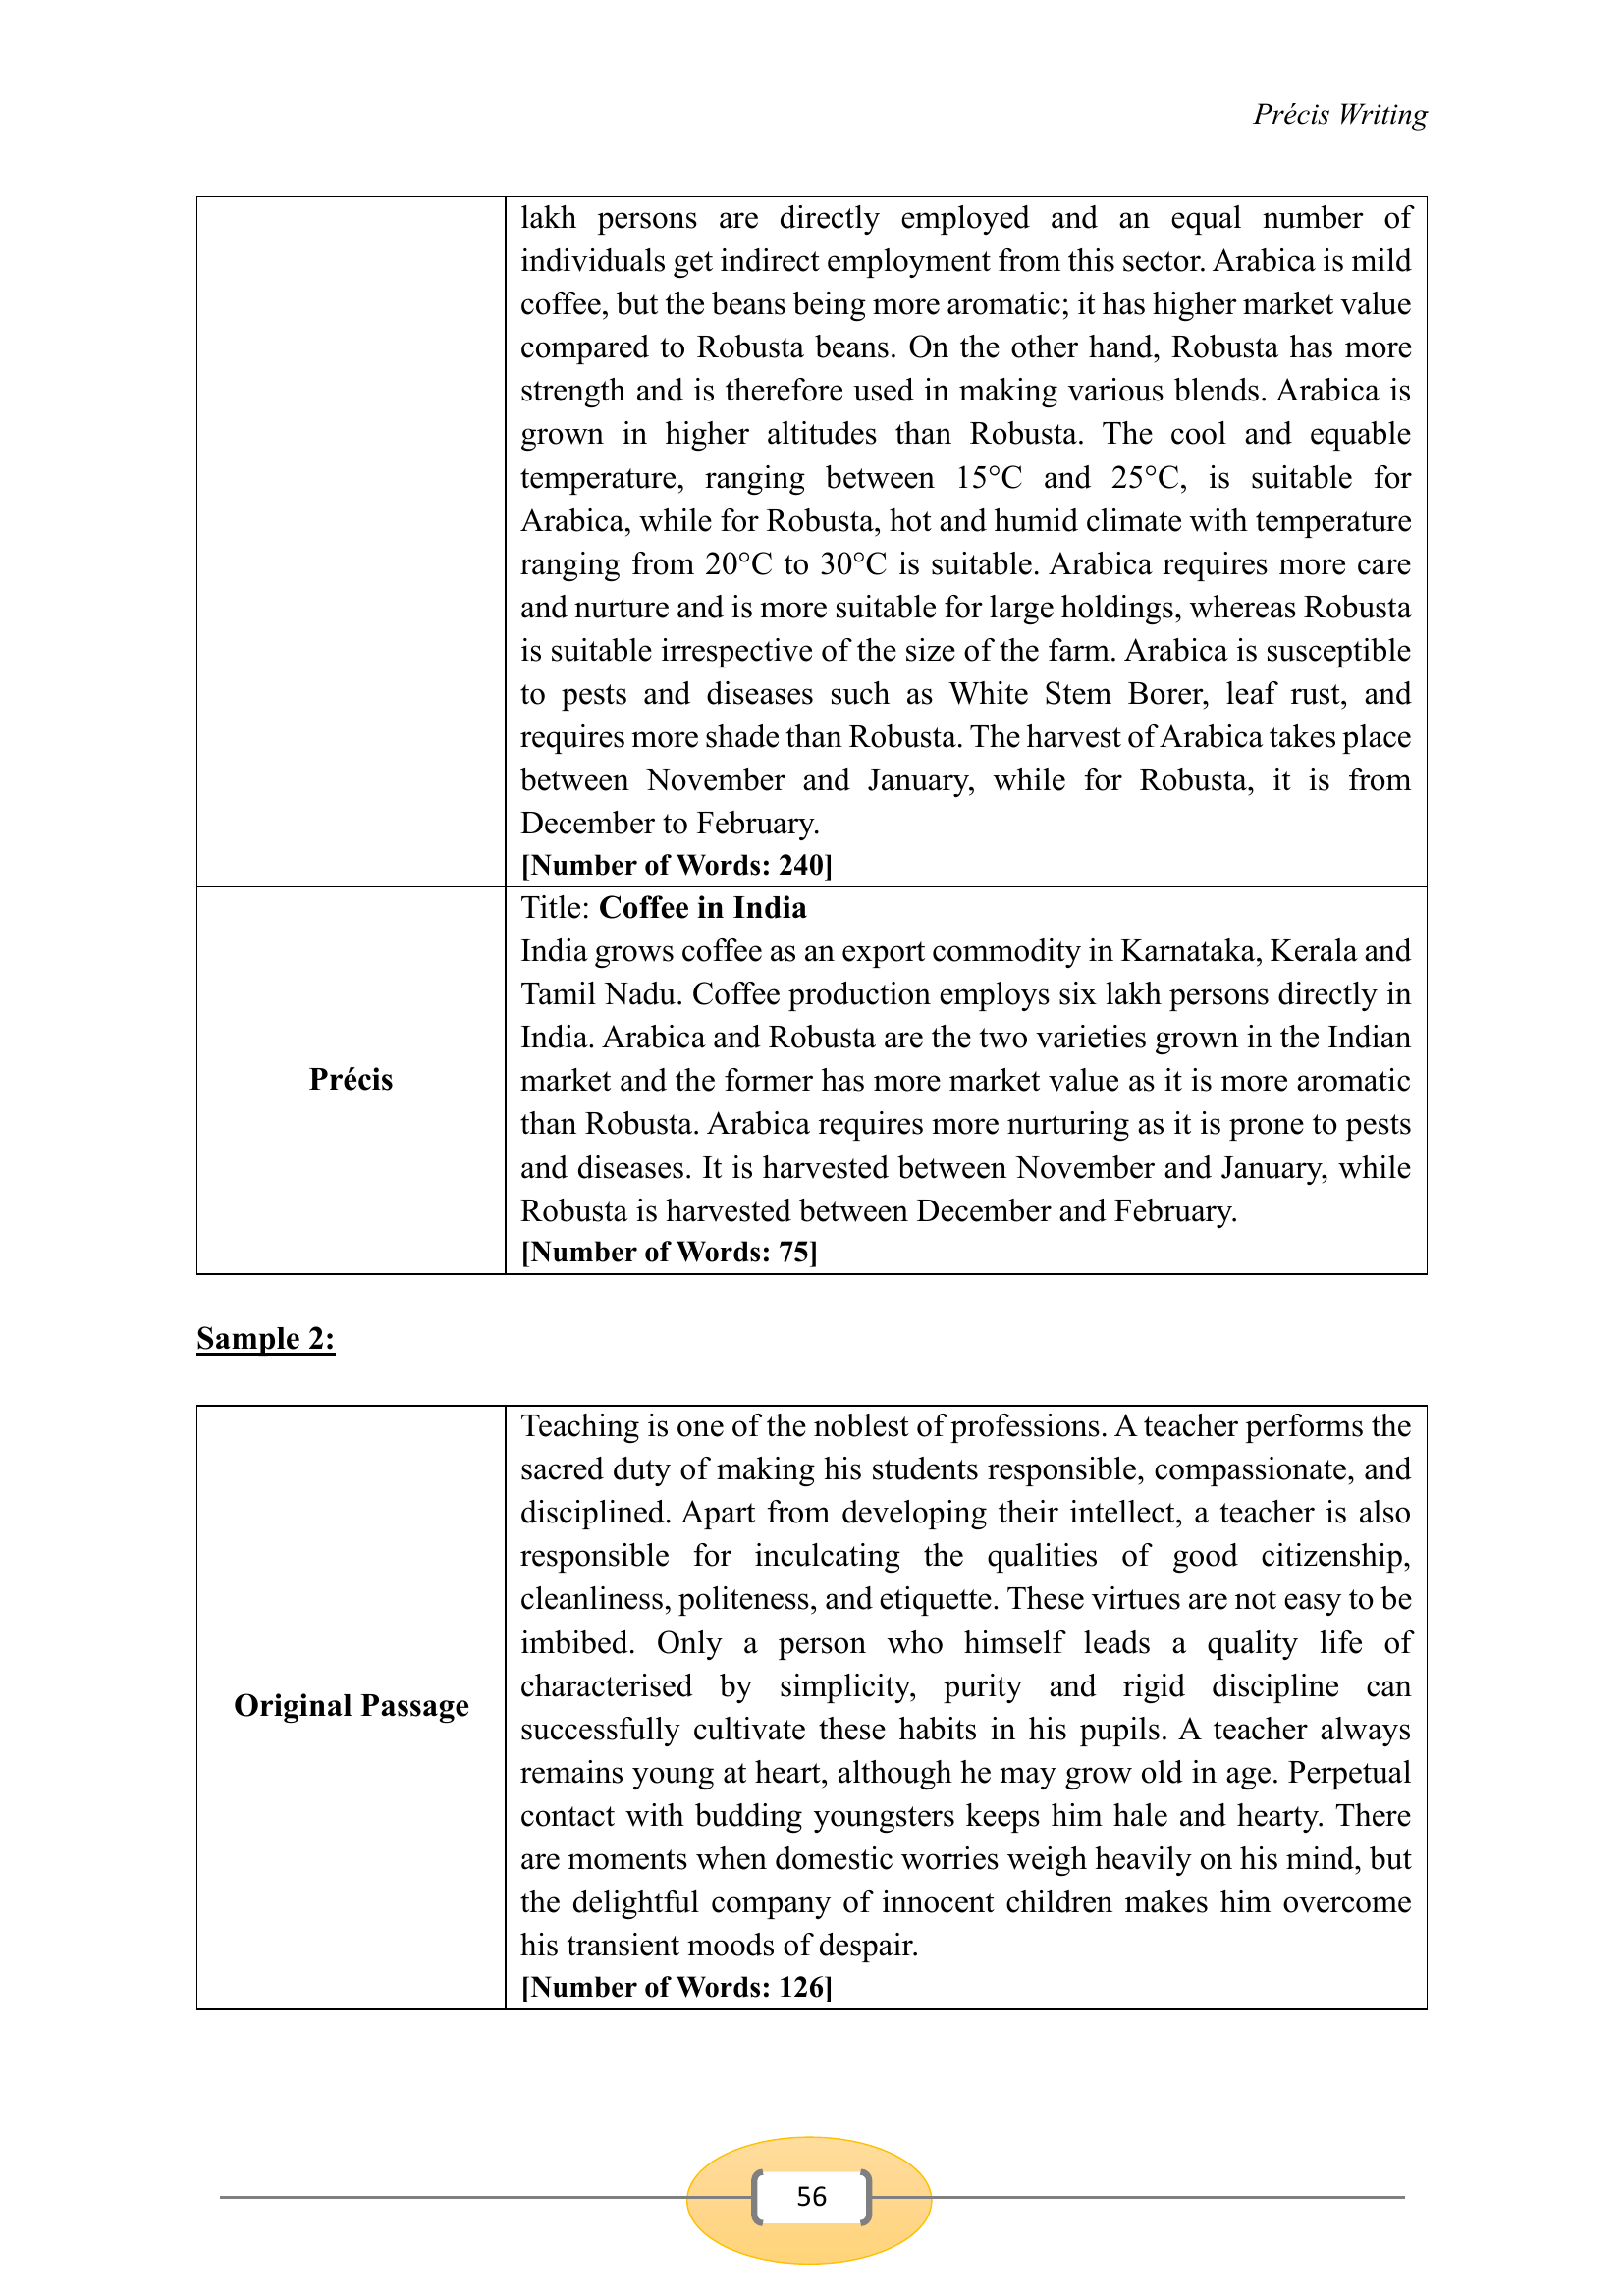 Précis Writing
lakh persons are directly employed and an equal number of
individuals get indirect employment from this sector. Arabica is mild
coffee, but the beans being more aromatic; it has higher market value
compared to Robusta beans. On the other hand, Robusta has more
strength and is therefore used in making various blends. Arabica is
grown in higher altitudes than Robusta. The cool and equable
temperature, ranging between 15°C and 25°C, is suitable for
Arabica, while for Robusta, hot and humid climate with temperature
ranging from 20°C to 30°C is suitable. Arabica requires more care
and nurture and is more suitable for large holdings, whereas Robusta
is suitable irrespective of the size of the farm. Arabica is susceptible
to pests and diseases such as White Stem Borer, leaf rust, and
requires more shade than Robusta. The harvest of Arabica takes place
between November and January, while for Robusta, it is from
December to February.
[Number of Words: 240]
Précis
Title: Coffee in India
India grows coffee as an export commodity in Karnataka, Kerala and
Tamil Nadu. Coffee production employs six lakh persons directly in
India. Arabica and Robusta are the two varieties grown in the Indian
market and the former has more market value as it is more aromatic
than Robusta. Arabica requires more nurturing as it is prone to pests
and diseases. It is harvested between November and January, while
Robusta is harvested between December and February.
[Number of Words: 75]
Sample 2:
Original Passage
Teaching is one of the noblest of professions. A teacher performs the
sacred duty of making his students responsible, compassionate, and
disciplined. Apart from developing their intellect, a teacher is also
responsible for inculcating the qualities of good citizenship,
cleanliness, politeness, and etiquette. These virtues are not easy to be
imbibed. Only a person who himself leads a quality life of
characterised by simplicity, purity and rigid discipline can
successfully cultivate these habits in his pupils. A teacher always
remains young at heart, although he may grow old in age. Perpetual
contact with budding youngsters keeps him hale and hearty. There
are moments when domestic worries weigh heavily on his mind, but
the delightful company of innocent children makes him overcome
his transient moods of despair.
[Number of Words: 126]
56